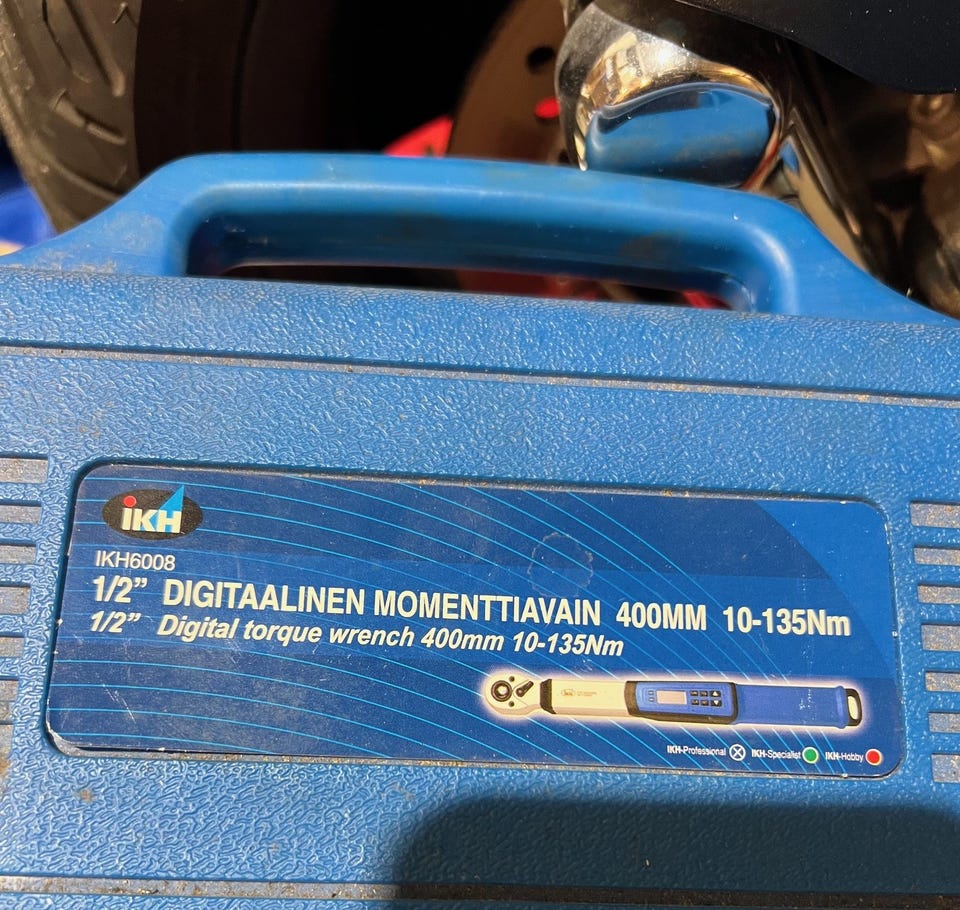 IKH
IKH6008
1/2” DIGITAALINEN MOMENTTIAVAIN 400MM 10-135Nm
1/2” Digital torque wrench 400mm 10-135Nm
IKH-Professional IKH-Specialist IKH-Hobby